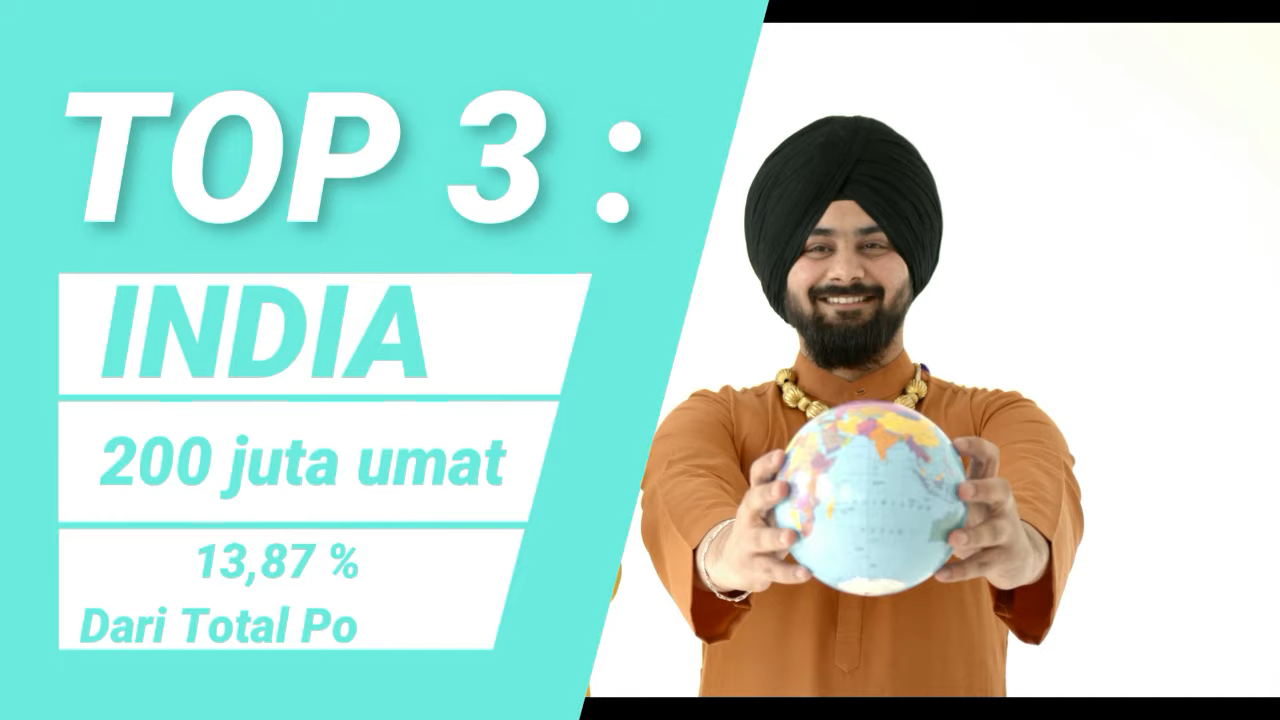 TOP 3 :
INDIA
200 juta umat
13,87 %
Dari Total Po